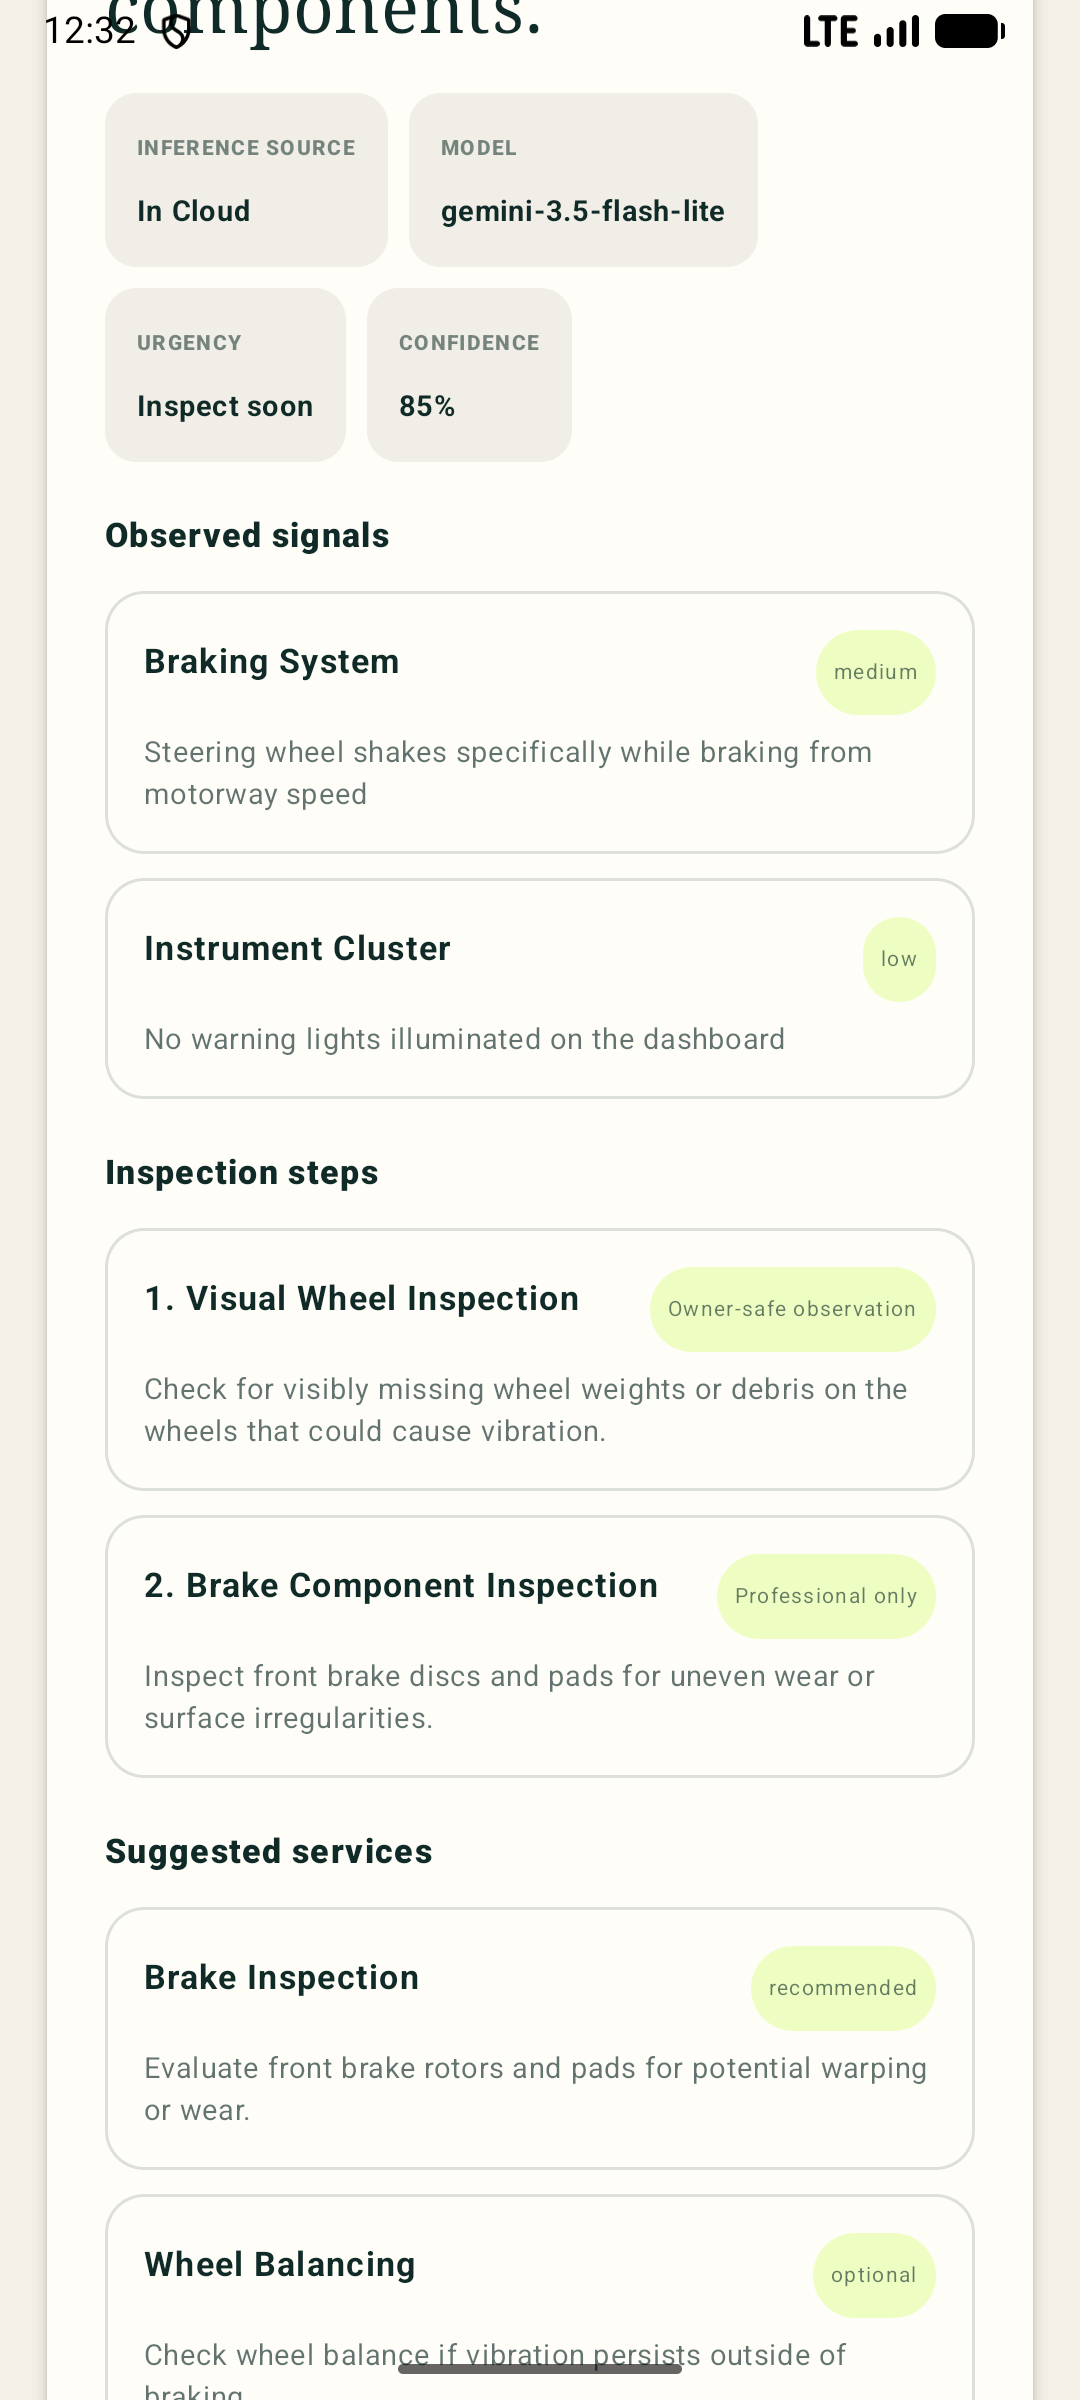 components.
12:32
LTE
INFERENCE SOURCE
In Cloud
MODEL
gemini-3.5-flash-lite
URGENCY
Inspect soon
CONFIDENCE
85%
Observed signals
Braking System
medium
Steering wheel shakes specifically while braking from
motorway speed
Instrument Cluster
low
No warning lights illuminated on the dashboard
Inspection steps
1. Visual Wheel Inspection
Owner-safe observation
Check for visibly missing wheel weights or debris on the
wheels that could cause vibration.
2. Brake Component Inspection
Professional only
Inspect front brake discs and pads for uneven wear or
surface irregularities.
Suggested services
Brake Inspection
recommended
Evaluate front brake rotors and pads for potential warping
or wear.
Wheel Balancing
optional
Check wheel balance if vibration persists outside of
braking